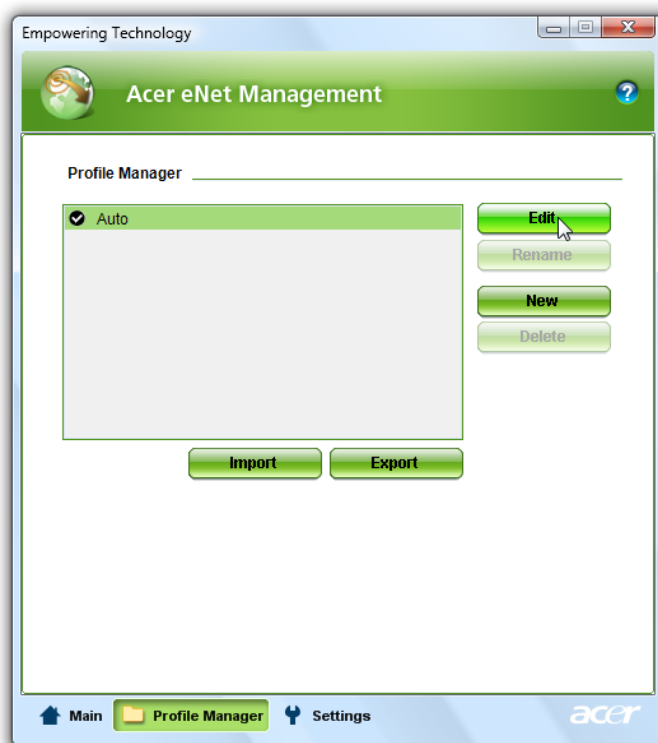 Empowering Technology
Acer eNet Management
?
Profile Manager
Auto
Edit
Rename
New
Delete
Import Export
Main Profile Manager Settings acer